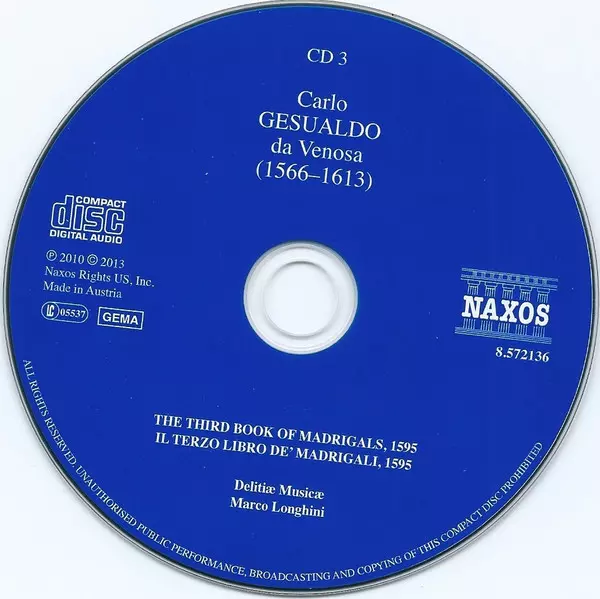 CD 3
Carlo
GESUALDO
da Venosa
(1566–1613)
COMPACT
disc
DIGITAL AUDIO
℗ 2010 © 2013
Naxos Rights US, Inc.
Made in Austria
LC 05537
GEMA
NAXOS
8.572136
THE THIRD BOOK OF MADRIGALS, 1595
IL TERZO LIBRO DE’ MADRIGALI, 1595
Delitiæ Musicæ
Marco Longhini
ALL RIGHTS RESERVED. UNAUTHORISED PUBLIC PERFORMANCE, BROADCASTING AND COPYING OF THIS COMPACT DISC PROHIBITED